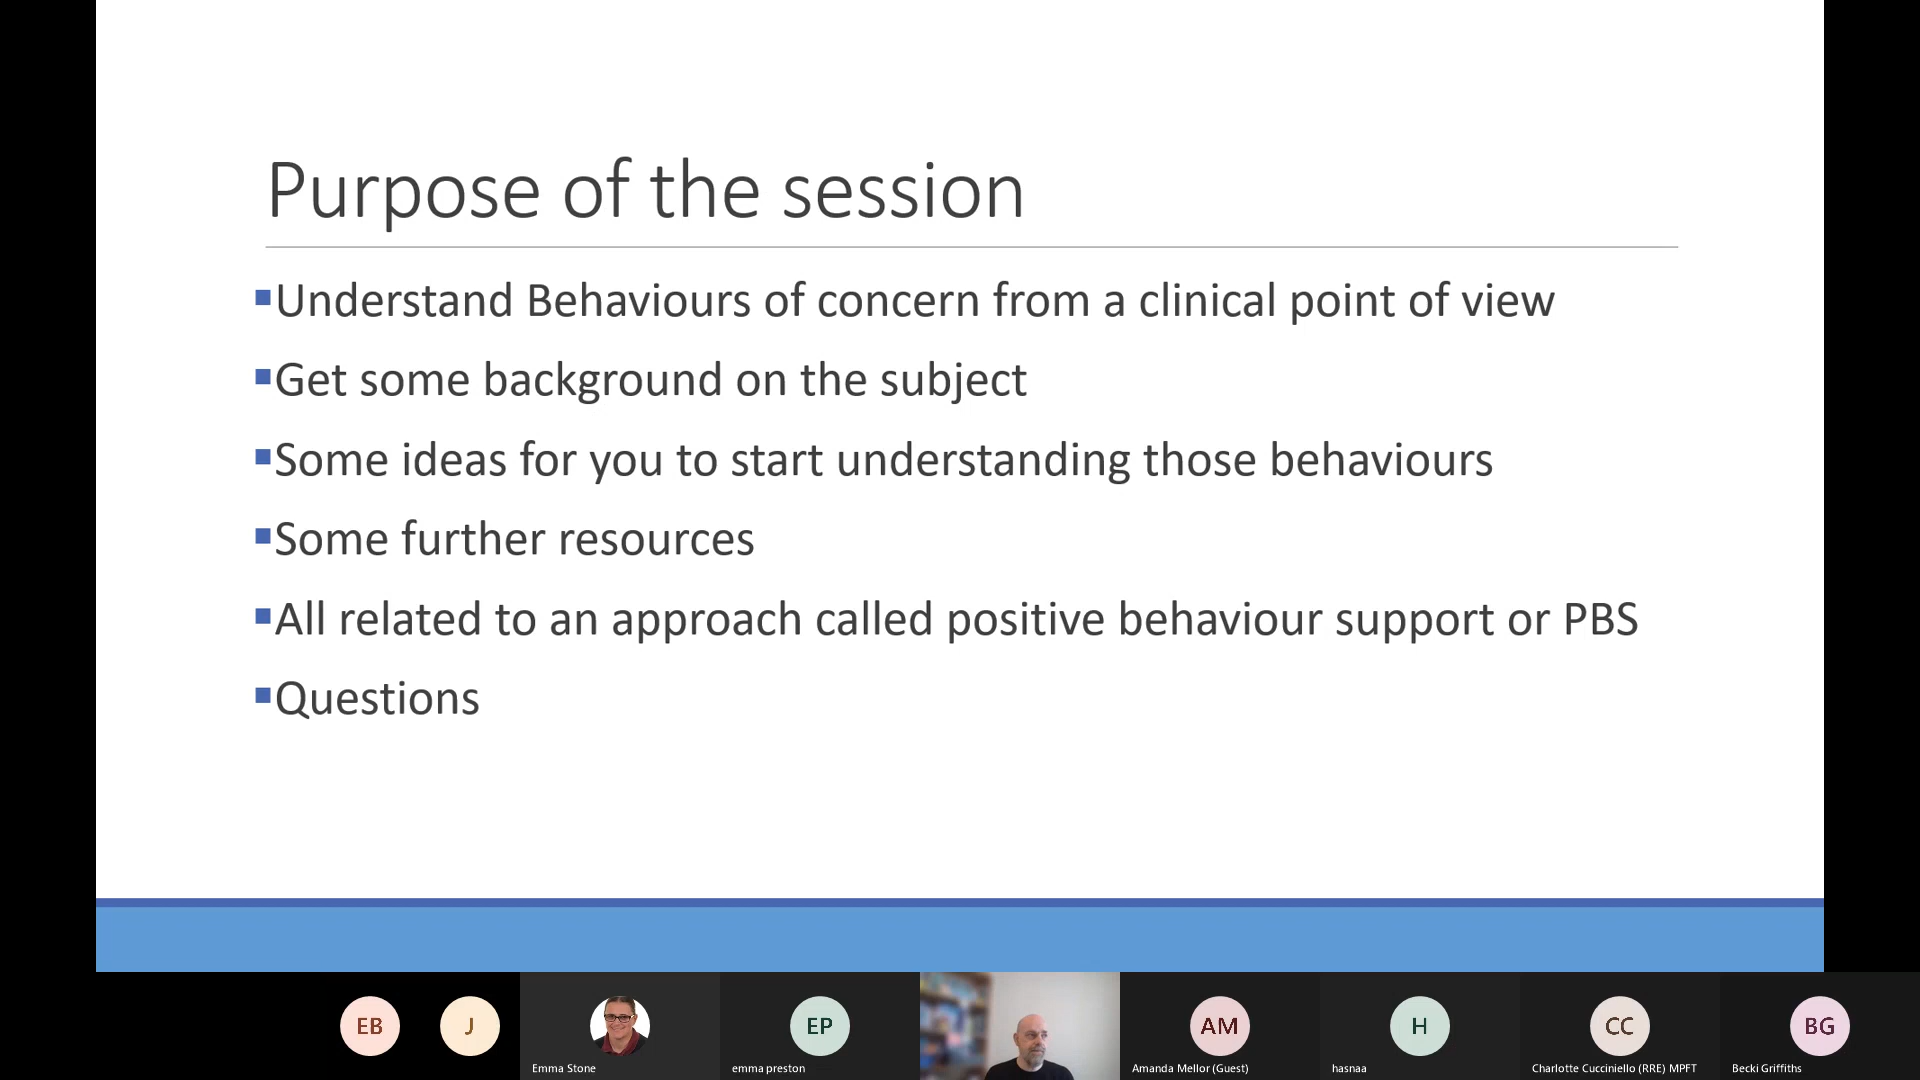 Purpose of the session
Understand Behaviours of concern from a clinical point of view
Get some background on the subject
Some ideas for you to start understanding those behaviours
Some further resources
All related to an approach called positive behaviour support or PBS
Questions
EB
J
EP
AM
H
CC
BG
Emma Stone
emma preston
Amanda Mellor (Guest)
hasnaa
Charlotte Cucciniello (RRE) MPFT
Becki Griffiths